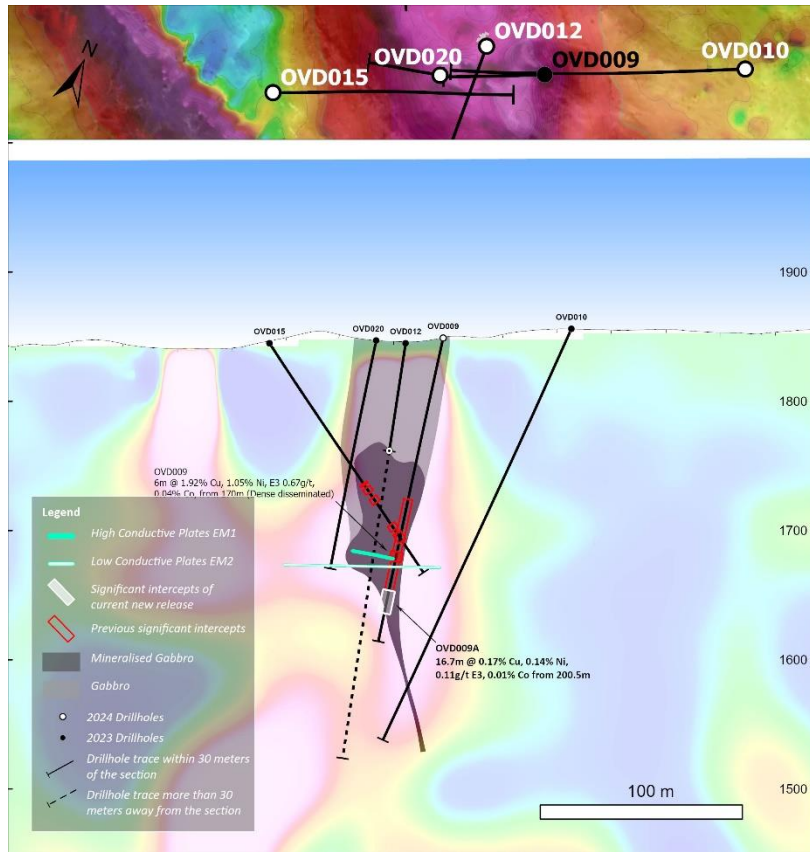 N
OVD012
OVD020
OVD009
OVD010
OVD015
1900
OVD015
OVD020
OVD012
OVD009
OVD010
1800
OVD009
6m @ 1.92% Cu, 1.05% Ni, E3 0.67g/t,
0.04% Co, from 170m (Dense disseminated)
Legend
High Conductive Plates EM1
Low Conductive Plates EM2
Significant intercepts of
current new release
Previous significant intercepts
Mineralised Gabbro
Gabbro
2024 Drillholes
2023 Drillholes
Drillhole trace within 30 meters
of the section
Drillhole trace more than 30
meters away from the section
1700
1600
OVD009A
16.7m @ 0.17% Cu, 0.14% Ni,
0.11g/t E3, 0.01% Co from 200.5m
1500
100 m